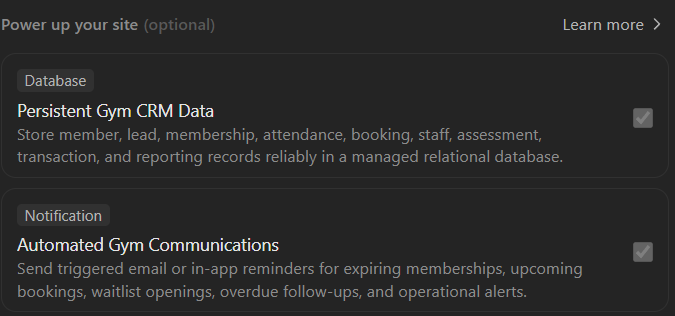 Power up your site (optional)
Learn more
Database
Persistent Gym CRM Data
Store member, lead, membership, attendance, booking, staff, assessment,
transaction, and reporting records reliably in a managed relational database.
Notification
Automated Gym Communications
Send triggered email or in-app reminders for expiring memberships, upcoming
bookings, waitlist openings, overdue follow-ups, and operational alerts.